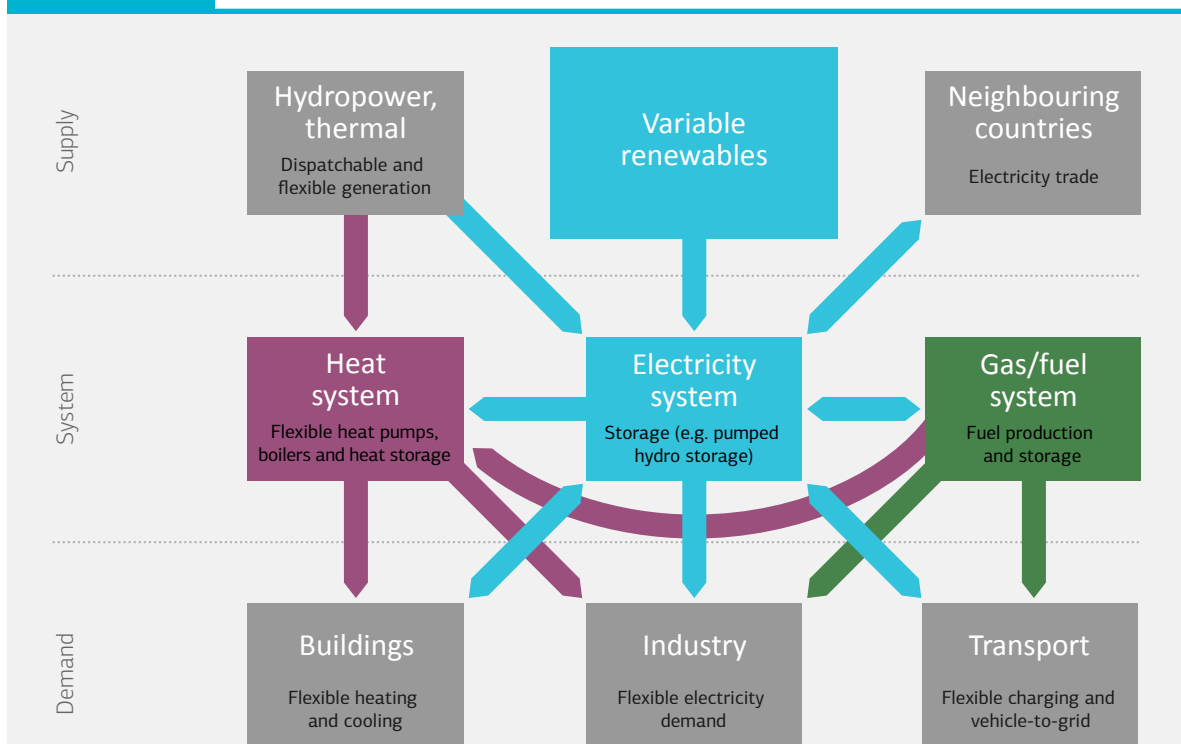 Supply
Hydropower,
thermal
Dispatchable and
flexible generation
Variable
renewables
Neighbouring
countries
Electricity trade
System
Heat
system
Flexible heat pumps,
boilers and heat storage
Electricity
system
Storage (e.g. pumped
hydro storage)
Gas/fuel
system
Fuel production
and storage
Demand
Buildings
Flexible heating
and cooling
Industry
Flexible electricity
demand
Transport
Flexible charging and
vehicle-to-grid